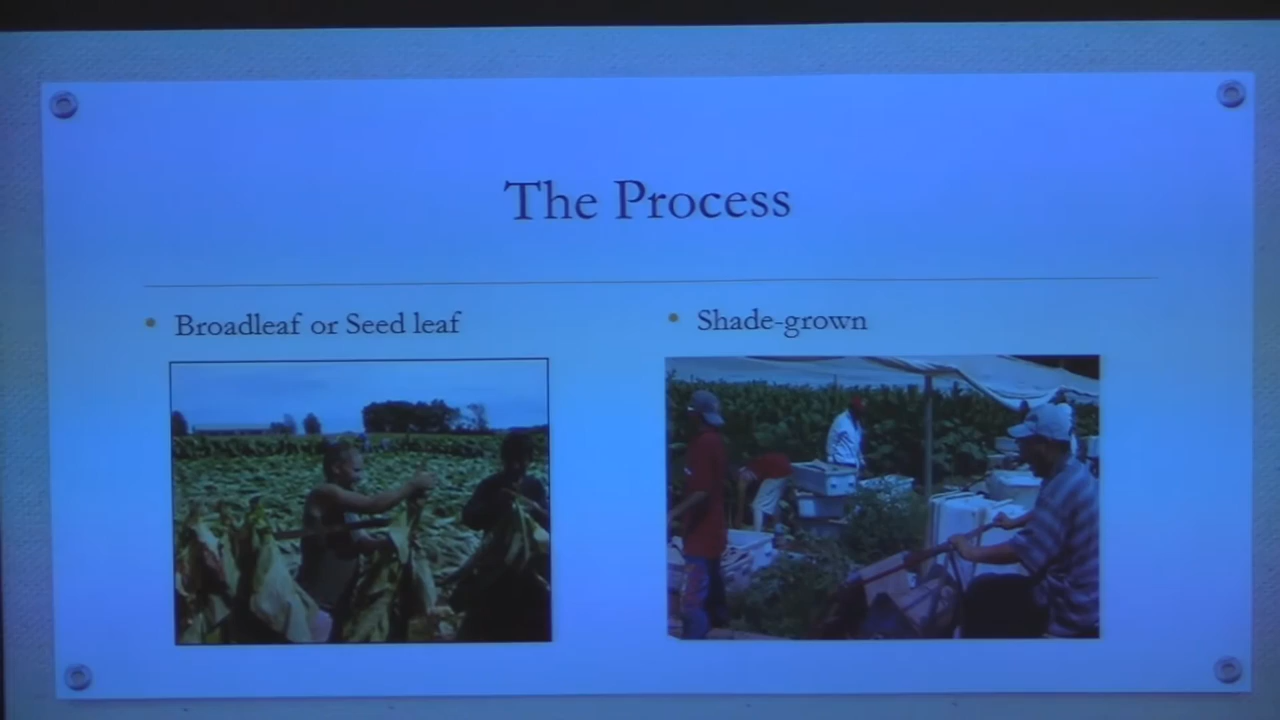 The Process
• Broadleaf or Seed leaf
• Shade-grown